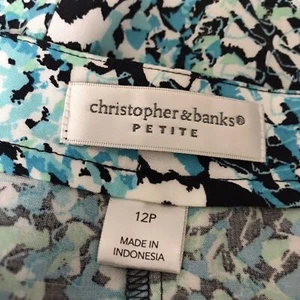 christopher & banks®
PETITE
12P
MADE IN
INDONESIA